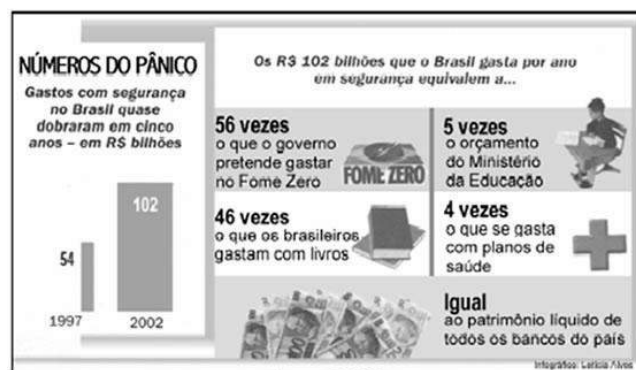 NÚMEROS DO PÂNICO
Gastos com segurança
no Brasil quase
dobraram em cinco
anos – em R$ bilhões
54
102
1997
2002
Os R$ 102 bilhões que o Brasil gasta por ano
em segurança equivalem a...
56 vezes
o que o governo
pretende gastar
no Fome Zero
FOME ZERO
5 vezes
o orçamento
do Ministério
da Educação
46 vezes
o que os brasileiros
gastam com livros
4 vezes
o que se gasta
com planos de
saúde
Igual
ao patrimônio líquido de
todos os bancos do país
Infográfico: Letícia Alves